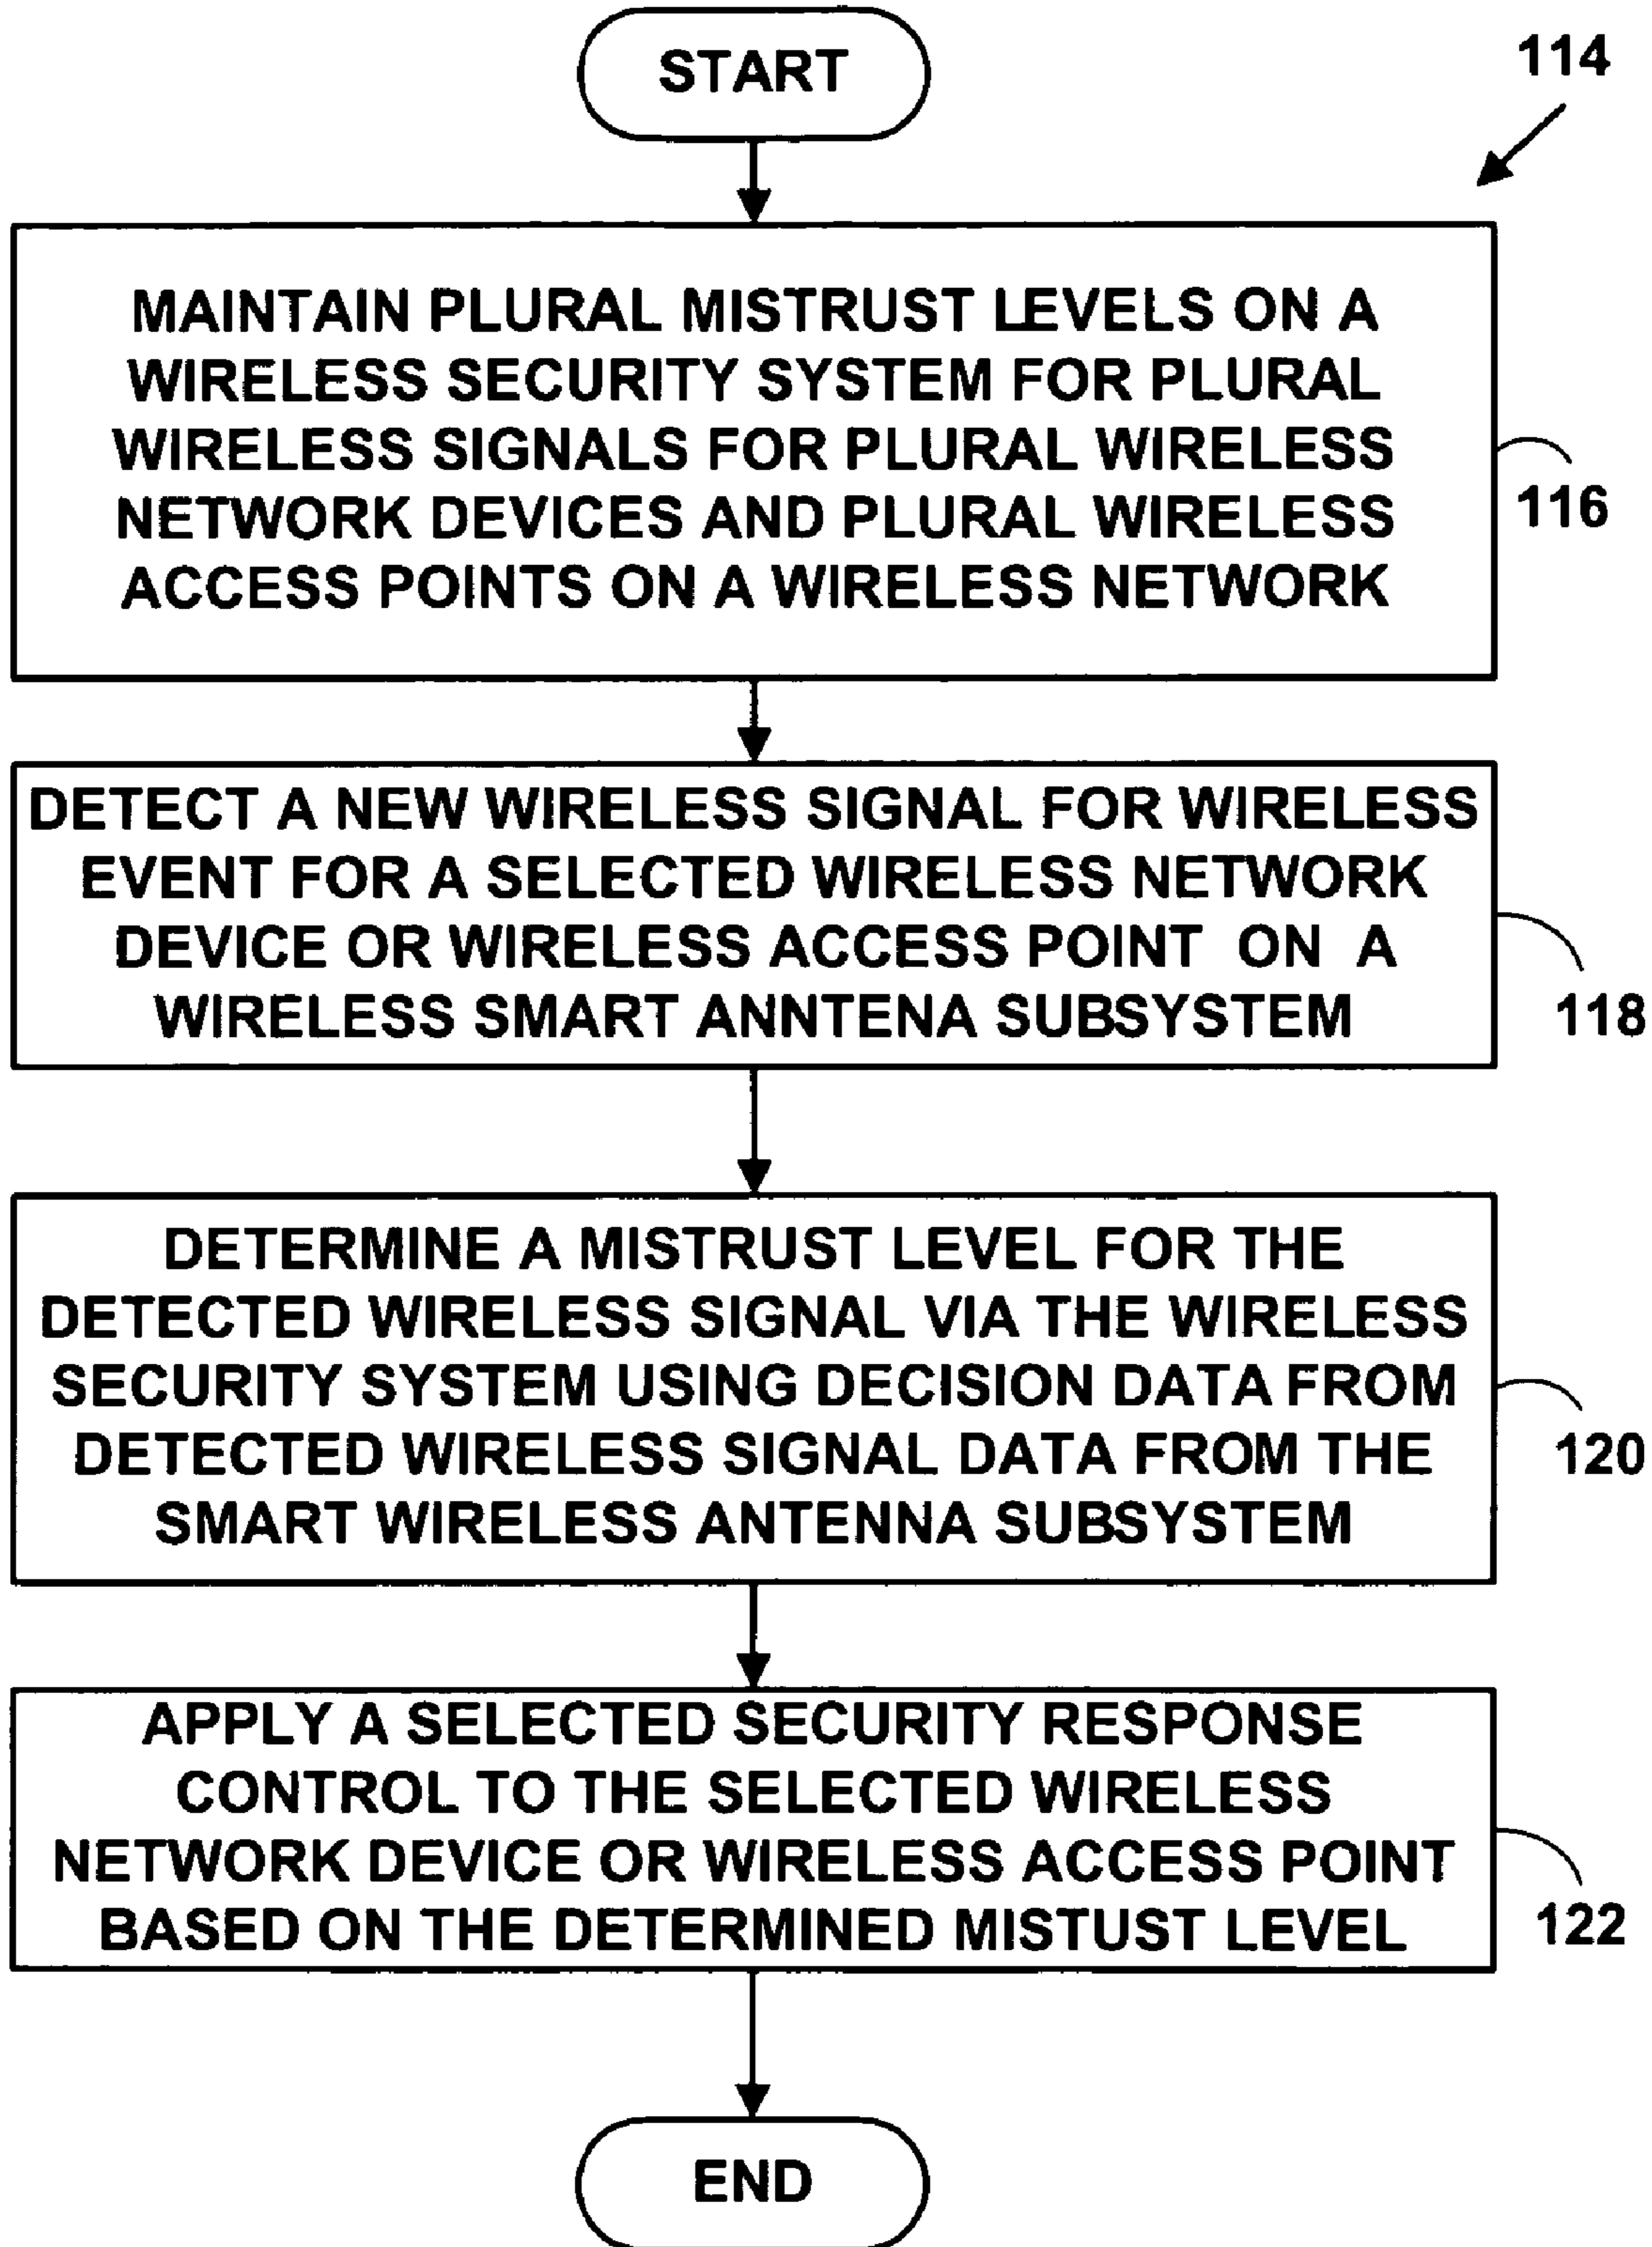 START
114
MAINTAIN PLURAL MISTRUST LEVELS ON A
WIRELESS SECURITY SYSTEM FOR PLURAL
WIRELESS SIGNALS FOR PLURAL WIRELESS
NETWORK DEVICES AND PLURAL WIRELESS
ACCESS POINTS ON A WIRELESS NETWORK
116
DETECT A NEW WIRELESS SIGNAL FOR WIRELESS
EVENT FOR A SELECTED WIRELESS NETWORK
DEVICE OR WIRELESS ACCESS POINT ON A
WIRELESS SMART ANNTENA SUBSYSTEM
118
DETERMINE A MISTRUST LEVEL FOR THE
DETECTED WIRELESS SIGNAL VIA THE WIRELESS
SECURITY SYSTEM USING DECISION DATA FROM
DETECTED WIRELESS SIGNAL DATA FROM THE
SMART WIRELESS ANTENNA SUBSYSTEM
120
APPLY A SELECTED SECURITY RESPONSE
CONTROL TO THE SELECTED WIRELESS
NETWORK DEVICE OR WIRELESS ACCESS POINT
BASED ON THE DETERMINED MISTUST LEVEL
122
END